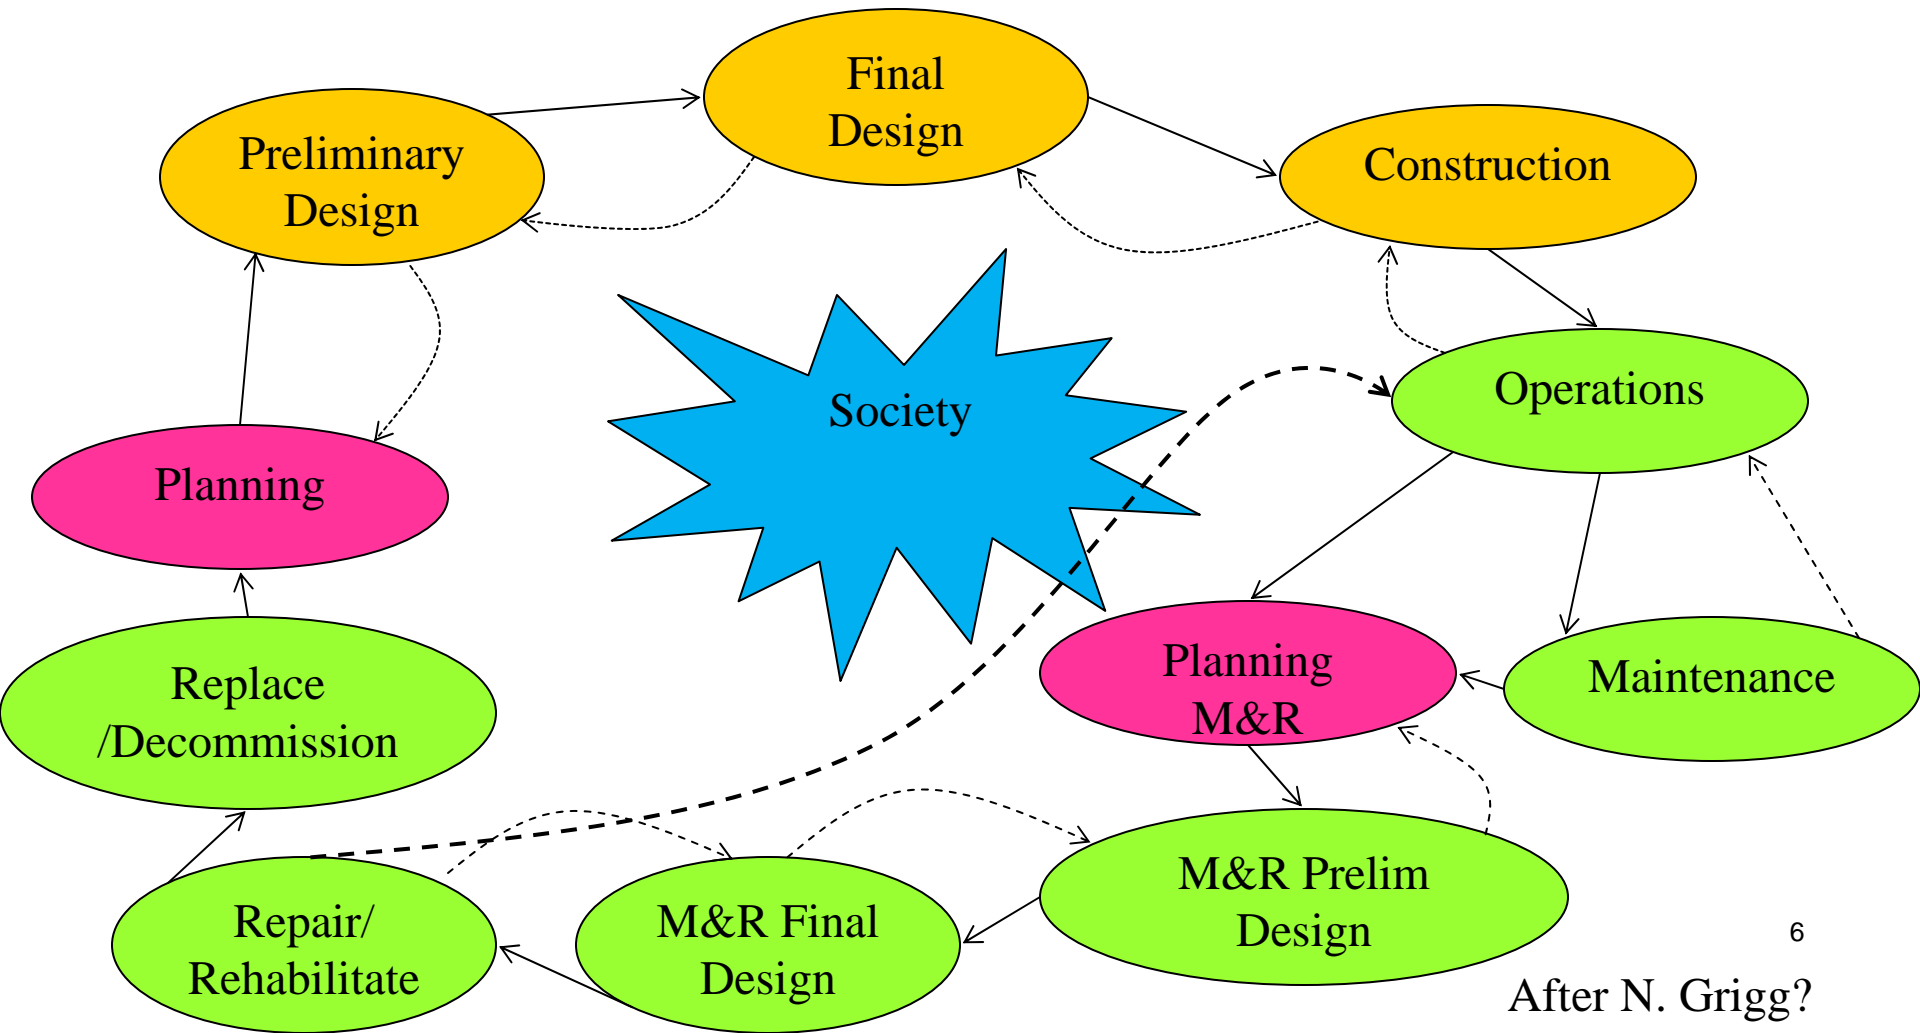 Final
Design
Preliminary
Design
Construction
Society
Operations
Planning
Planning
M&R
Maintenance
Replace
/Decommission
M&R Prelim
Design
Repair/
Rehabilitate
M&R Final
Design
6
After N. Grigg?